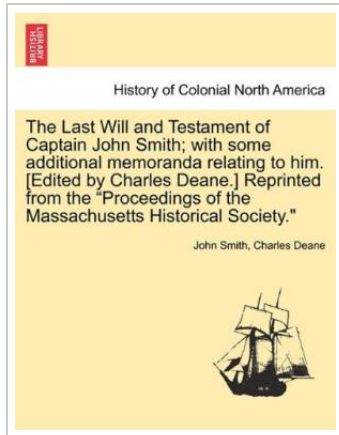 BRITISH
LIBRARY
History of Colonial North America
The Last Will and Testament of
Captain John Smith; with some
additional memoranda relating to him.
[Edited by Charles Deane.] Reprinted
from the "Proceedings of the
Massachusetts Historical Society."
John Smith, Charles Deane